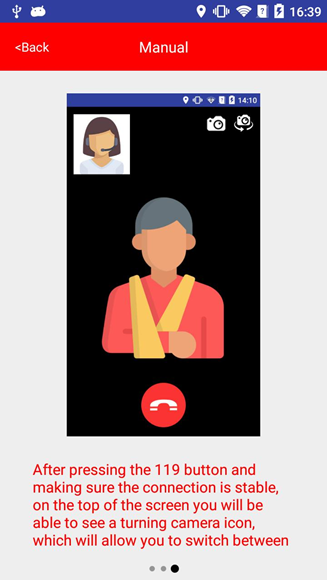 16:39
<Back
Manual
14:10
After pressing the 119 button and
making sure the connection is stable,
on the top of the screen you will be
able to see a turning camera icon,
which will allow you to switch between